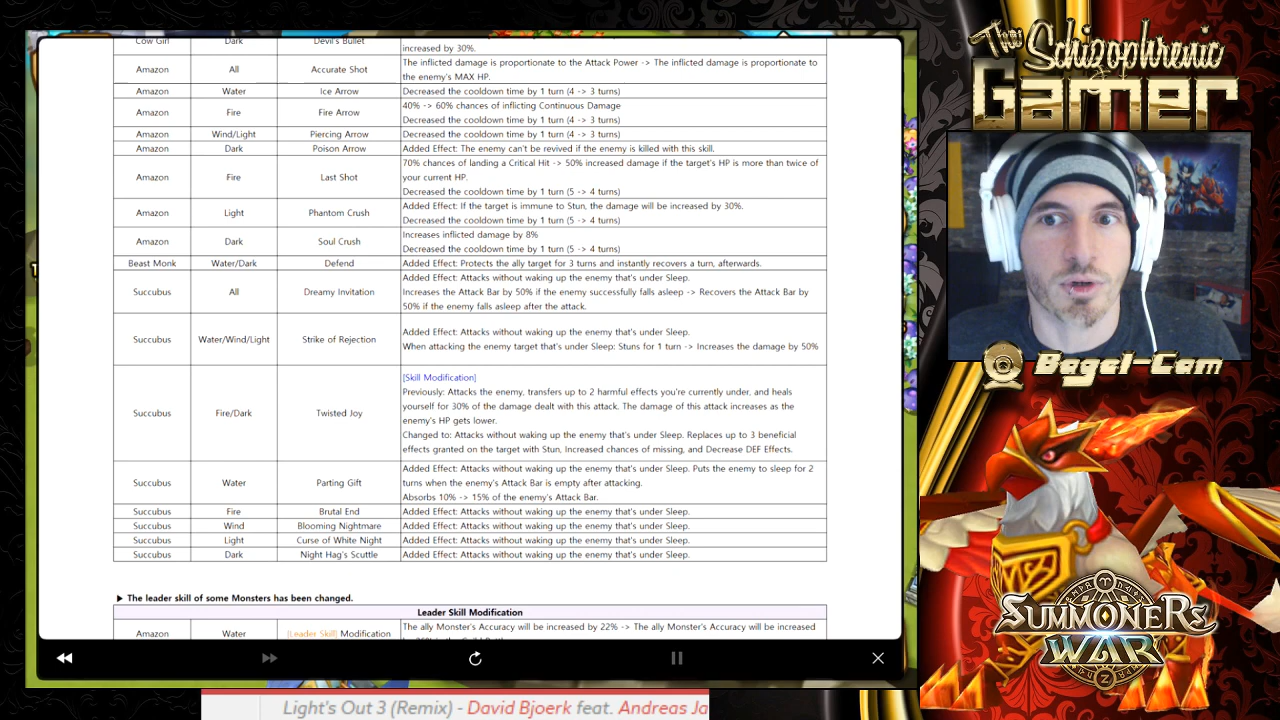 The Schizophrenic
Gamer
Cow Girl Dark Devil's Bullet increased by 30%.
Amazon All Accurate Shot The inflicted damage is proportionate to the Attack Power -> The inflicted damage is proportionate to
the enemy's MAX HP.
Amazon Water Ice Arrow Decreased the cooldown time by 1 turn (4 -> 3 turns)
Amazon Fire Fire Arrow 40% -> 60% chances of inflicting Continuous Damage
Decreased the cooldown time by 1 turn (4 -> 3 turns)
Amazon Wind/Light Piercing Arrow Decreased the cooldown time by 1 turn (4 -> 3 turns)
Amazon Dark Poison Arrow Added Effect: The enemy can't be revived if the enemy is killed with this skill.
Amazon Fire Last Shot 70% chances of landing a Critical Hit -> 50% increased damage if the target's HP is more than twice of
your current HP.
Decreased the cooldown time by 1 turn (5 -> 4 turns)
Amazon Light Phantom Crush Added Effect: If the target is immune to Stun, the damage will be increased by 30%.
Decreased the cooldown time by 1 turn (5 -> 4 turns)
Amazon Dark Soul Crush Increases inflicted damage by 8%
Decreased the cooldown time by 1 turn (5 -> 4 turns)
Beast Monk Water/Dark Defend Added Effect: Protects the ally target for 3 turns and instantly recovers a turn, afterwards.
Succubus All Dreamy Invitation Added Effect: Attacks without waking up the enemy that's under Sleep.
Increases the Attack Bar by 50% if the enemy successfully falls asleep -> Recovers the Attack Bar by
50% if the enemy falls asleep after the attack.
Succubus Water/Wind/Light Strike of Rejection Added Effect: Attacks without waking up the enemy that's under Sleep.
When attacking the enemy target that's under Sleep: Stuns for 1 turn -> Increases the damage by 50%
Succubus Fire/Dark Twisted Joy [Skill Modification]
Previously: Attacks the enemy, transfers up to 2 harmful effects you're currently under, and heals
yourself for 30% of the damage dealt with this attack. The damage of this attack increases as the
enemy's HP gets lower.
Changed to: Attacks without waking up the enemy that's under Sleep. Replaces up to 3 beneficial
effects granted on the target with Stun, Increased chances of missing, and Decrease DEF Effects.
Succubus Water Parting Gift Added Effect: Attacks without waking up the enemy that's under Sleep. Puts the enemy to sleep for 2
turns when the enemy's Attack Bar is empty after attacking.
Absorbs 10% -> 15% of the enemy's Attack Bar.
Succubus Fire Brutal End Added Effect: Attacks without waking up the enemy that's under Sleep.
Succubus Wind Blooming Nightmare Added Effect: Attacks without waking up the enemy that's under Sleep.
Succubus Light Curse of White Night Added Effect: Attacks without waking up the enemy that's under Sleep.
Succubus Dark Night Hag's Scuttle Added Effect: Attacks without waking up the enemy that's under Sleep.
▶ The leader skill of some Monsters has been changed.
Leader Skill Modification
Amazon Water [Leader Skill] Modification The ally Monster's Accuracy will be increased by 22% -> The ally Monster's Accuracy will be increased
Bagel-Cam
SUMMONERS
WAR
Light's Out 3 (Remix) - David Bjoerk feat. Andreas Ja